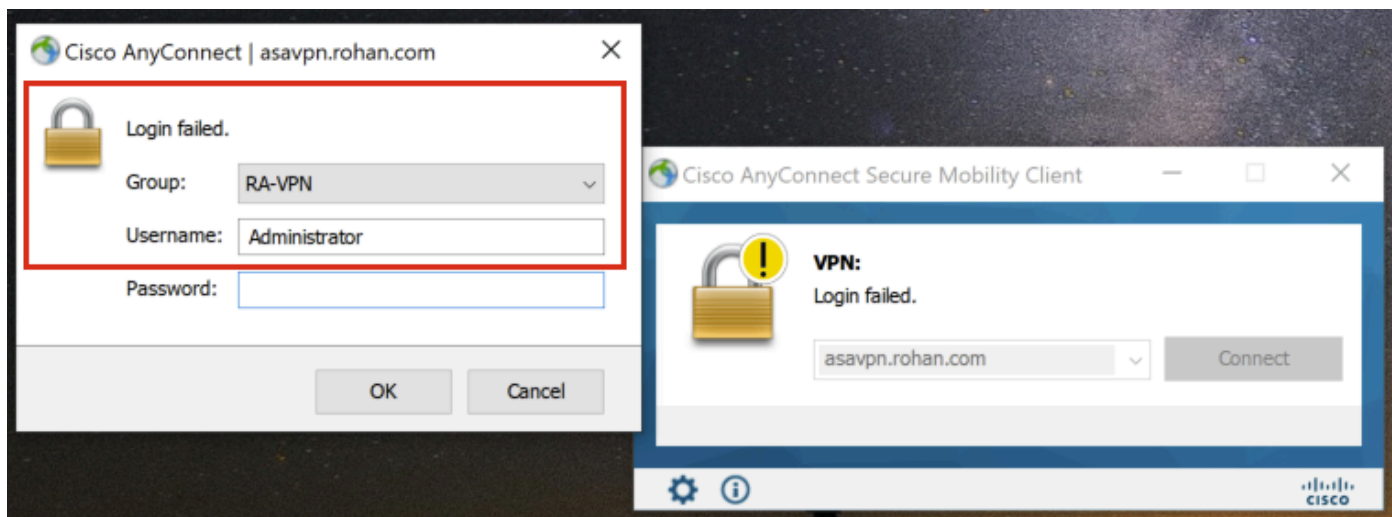 Cisco AnyConnect | asavpn.rohan.com
Login failed.
Group: RA-VPN
Username: Administrator
Password:
OK Cancel
Cisco AnyConnect Secure Mobility Client
VPN:
Login failed.
asavpn.rohan.com Connect
CISCO